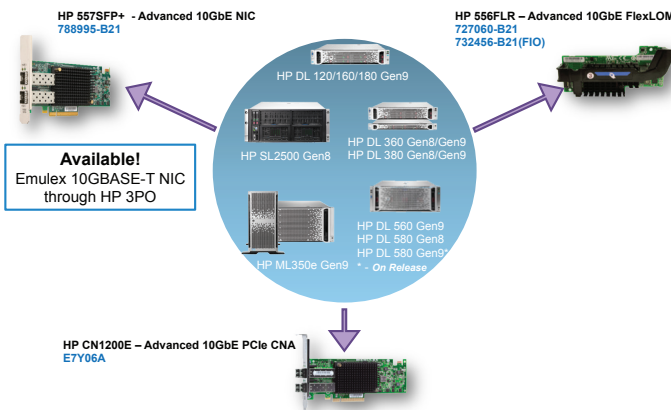 HP 557SFP+  - Advanced 10GbE NIC
788995-B21
HP 556FLR – Advanced 10GbE FlexLOM
727060-B21
732456-B21(FIO)
HP DL 120/160/180 Gen9
HP SL2500 Gen8
HP DL 360 Gen8/Gen9
HP DL 380 Gen8/Gen9
Available!
Emulex 10GBASE-T NIC
through HP 3PO
HP ML350e Gen9
HP DL 560 Gen9
HP DL 580 Gen8
HP DL 580 Gen9*
* - On Release
HP CN1200E – Advanced 10GbE PCIe CNA
E7Y06A